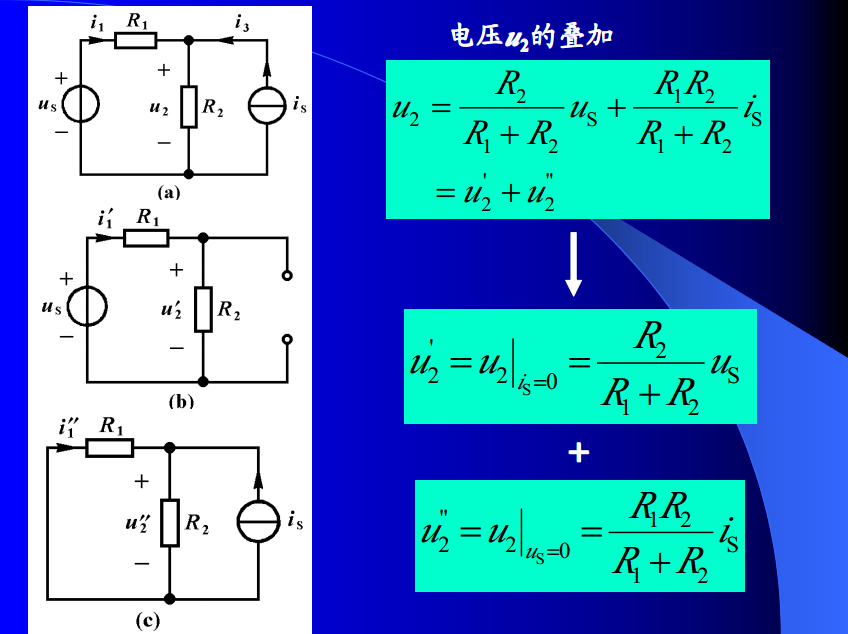 i₁ R₁ i₃
+ + 
uₛ u₂ R₂ iₛ
− −
(a)
i₁′ R₁
+ +
uₛ u₂′ R₂
− −
(b)
i₁″ R₁
+
u₂″ R₂ iₛ
−
(c)
电压u₂的叠加
u₂ = R₂/(R₁ + R₂) uS + R₁R₂/(R₁ + R₂) iS
= u₂' + u₂"
u₂' = u₂|iS=0 = R₂/(R₁ + R₂) uS
+
u₂" = u₂|uS=0 = R₁R₂/(R₁ + R₂) iS